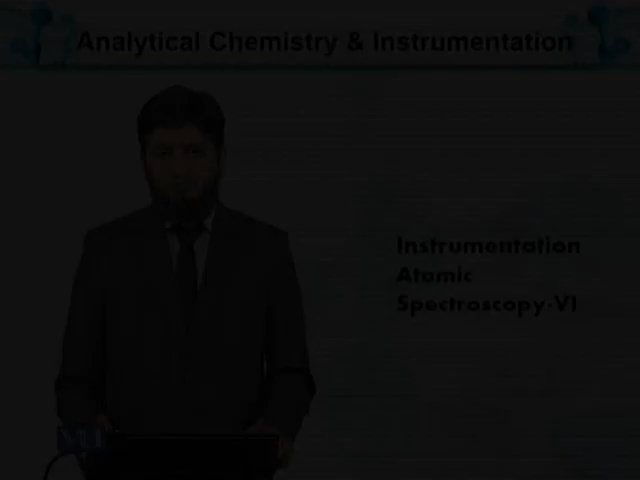 Analytical Chemistry & Instrumentation
Instrumentation
Atomic
Spectroscopy-VI